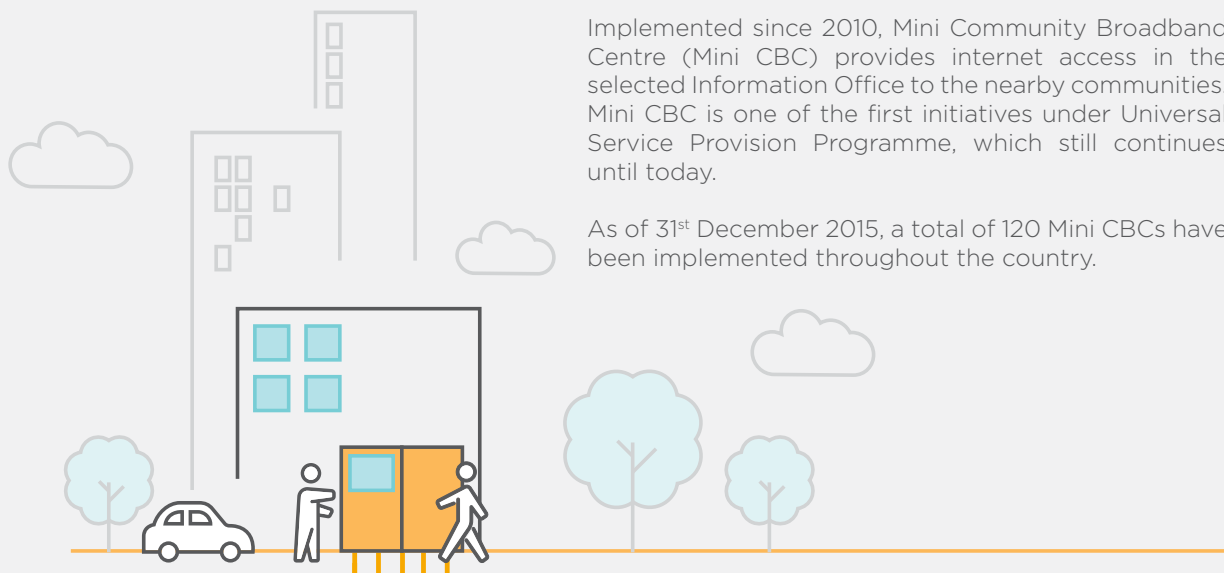 Implemented since 2010, Mini Community Broadband
Centre (Mini CBC) provides internet access in the
selected Information Office to the nearby communities.
Mini CBC is one of the first initiatives under Universal
Service Provision Programme, which still continues
until today.
As of 31st December 2015, a total of 120 Mini CBCs have
been implemented throughout the country.